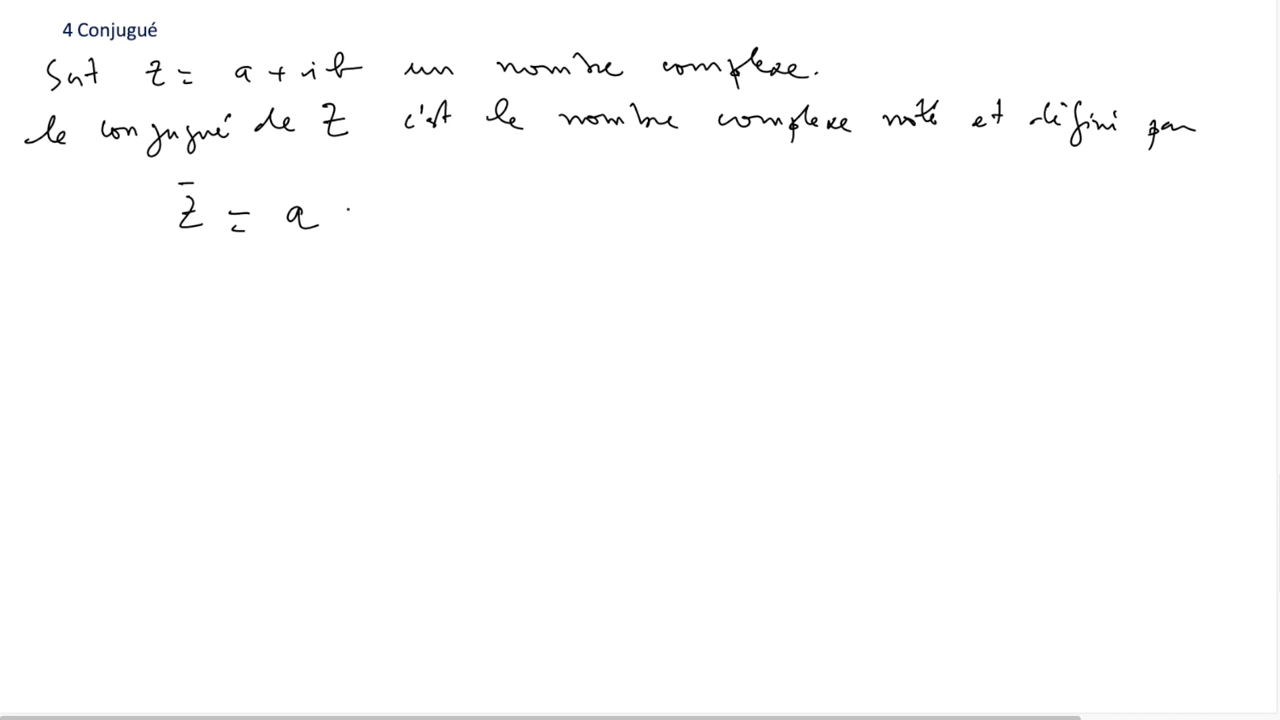 4 Conjugué
Soit z = a + ib un nombre complexe.
le conjugué de z c'est le nombre complexe noté et défini par
z̄ = a